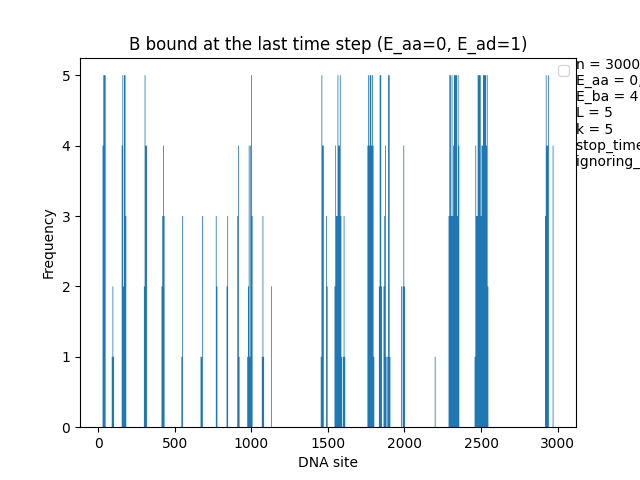 B bound at the last time step (E_aa=0, E_ad=1)
n = 3000
E_aa = 0,
E_ba = 4
L = 5
k = 5
stop_time
ignoring_
Frequency
5
4
3
2
1
0
0 500 1000 1500 2000 2500 3000
DNA site